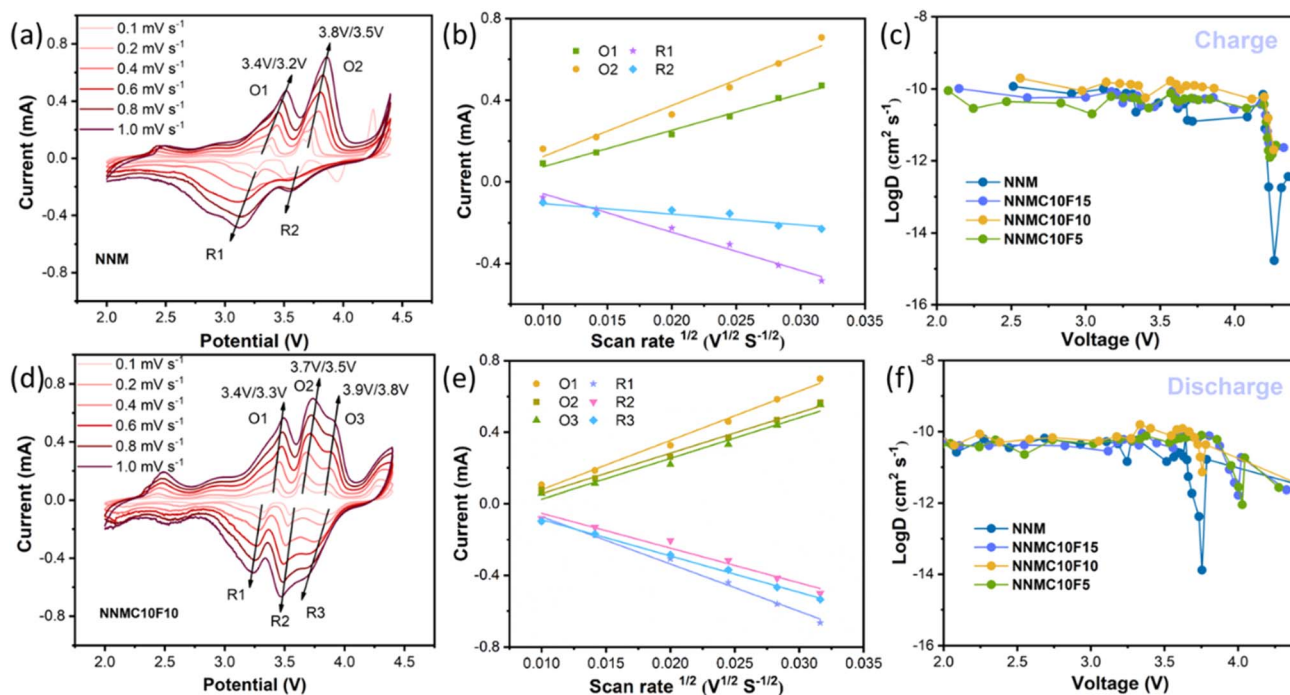 (a)
0.1 mV s⁻¹
0.2 mV s⁻¹
0.4 mV s⁻¹
0.6 mV s⁻¹
0.8 mV s⁻¹
1.0 mV s⁻¹
3.8V/3.5V
3.4V/3.2V
O2
O1
R2
R1
NNM
0.8
0.4
0.0
-0.4
-0.8
Current (mA)
2.0 2.5 3.0 3.5 4.0 4.5
Potential (V)
(b)
O1 R1
O2 R2
0.8
0.4
0.0
-0.4
Current (mA)
0.010 0.015 0.020 0.025 0.030 0.035
Scan rate ¹ᐟ² (V¹ᐟ² S⁻¹ᐟ²)
(c)
Charge
NNM
NNMC10F15
NNMC10F10
NNMC10F5
-8
-10
-12
-14
-16
LogD (cm² s⁻¹)
2.0 2.5 3.0 3.5 4.0
Voltage (V)
(d)
0.1 mV s⁻¹
0.2 mV s⁻¹
0.4 mV s⁻¹
0.6 mV s⁻¹
0.8 mV s⁻¹
1.0 mV s⁻¹
3.7V/3.5V
3.4V/3.3V
O2
3.9V/3.8V
O1
O3
R1
R2
R3
NNMC10F10
0.8
0.4
0.0
-0.4
-0.8
Current (mA)
2.0 2.5 3.0 3.5 4.0 4.5
Potential (V)
(e)
O1 R1
O2 R2
O3 R3
0.8
0.4
0.0
-0.4
-0.8
Current (mA)
0.010 0.015 0.020 0.025 0.030 0.035
Scan rate ¹ᐟ² (V¹ᐟ² S⁻¹ᐟ²)
(f)
Discharge
NNM
NNMC10F15
NNMC10F10
NNMC10F5
-8
-10
-12
-14
-16
LogD (cm² s⁻¹)
2.0 2.5 3.0 3.5 4.0
Voltage (V)